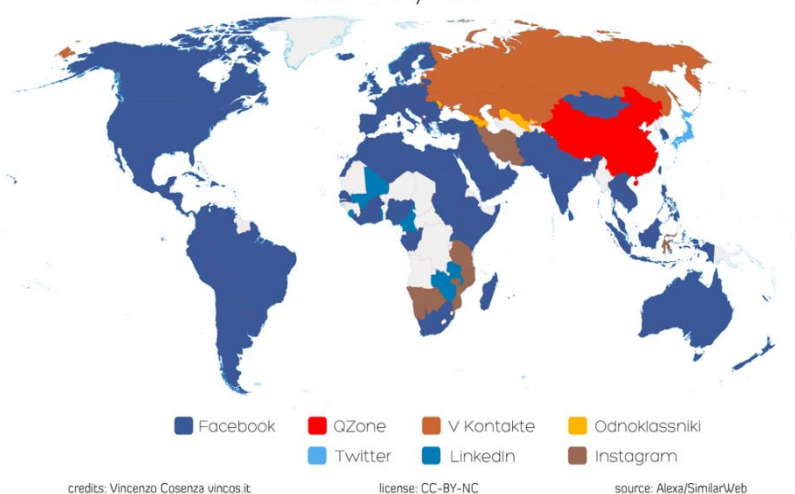 Facebook QZone V Kontakte Odnoklassniki
Twitter LinkedIn Instagram
credits: Vincenzo Cosenza vincos.it license: CC-BY-NC source: Alexa/SimilarWeb